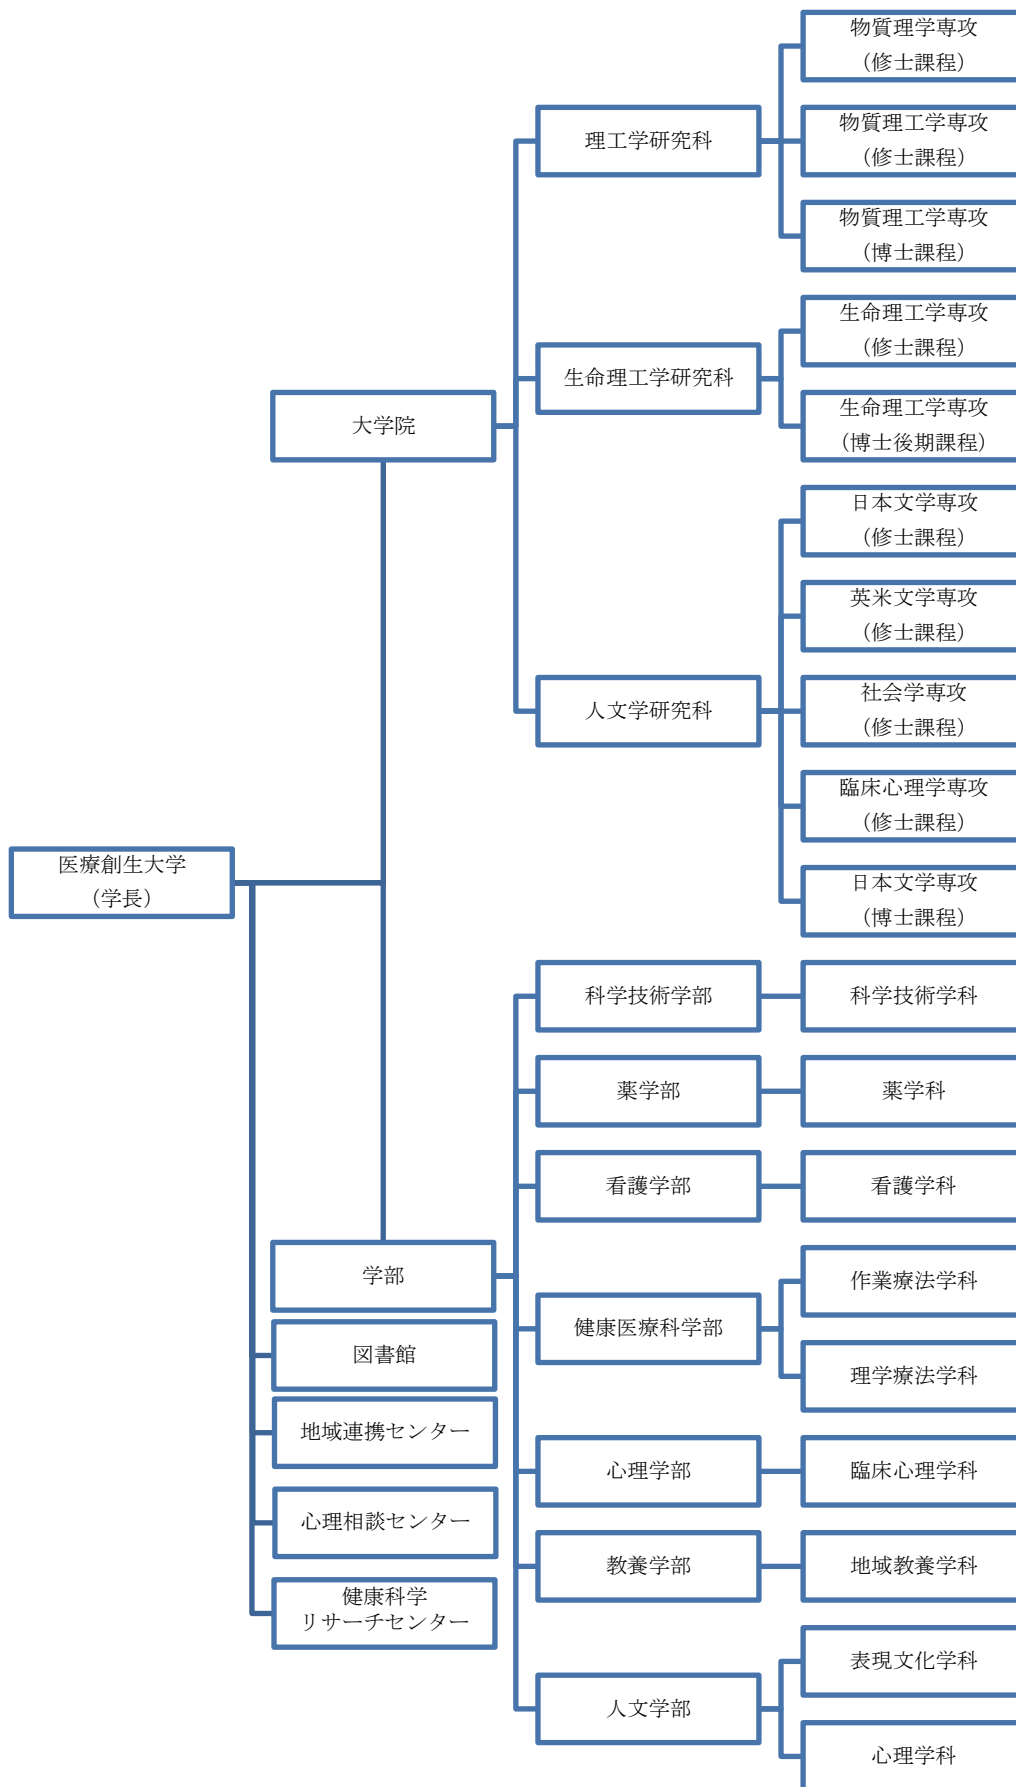 医療創生大学
（学長）
大学院
理工学研究科
物質理学専攻
（修士課程）
物質理工学専攻
（修士課程）
物質理工学専攻
（博士課程）
生命理工学研究科
生命理工学専攻
（修士課程）
生命理工学専攻
（博士後期課程）
人文学研究科
日本文学専攻
（修士課程）
英米文学専攻
（修士課程）
社会学専攻
（修士課程）
臨床心理学専攻
（修士課程）
日本文学専攻
（博士課程）
学部
科学技術学部
科学技術学科
薬学部
薬学科
看護学部
看護学科
健康医療科学部
作業療法学科
理学療法学科
心理学部
臨床心理学科
教養学部
地域教養学科
人文学部
表現文化学科
心理学科
図書館
地域連携センター
心理相談センター
健康科学
リサーチセンター